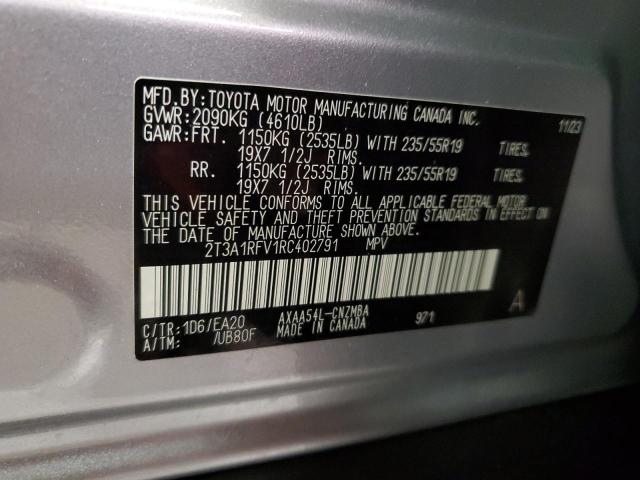 MFD.BY:TOYOTA MOTOR MANUFACTURING CANADA INC.
GVWR:2090KG (4610LB) 11/23
GAWR:FRT. 1150KG (2535LB) WITH 235/55R19 TIRES,
19X7 1/2J RIMS.
RR. 1150KG (2535LB) WITH 235/55R19 TIRES,
19X7 1/2J RIMS.
THIS VEHICLE CONFORMS TO ALL APPLICABLE FEDERAL MOTOR
VEHICLE SAFETY AND THEFT PREVENTION STANDARDS IN EFFECT ON
THE DATE OF MANUFACTURE SHOWN ABOVE.
2T3A1RFV1RC402791 MPV
C/TR:1D6/EA20 AXAA54L-CNZMBA 971 A
A/TM: /UB80F MADE IN CANADA